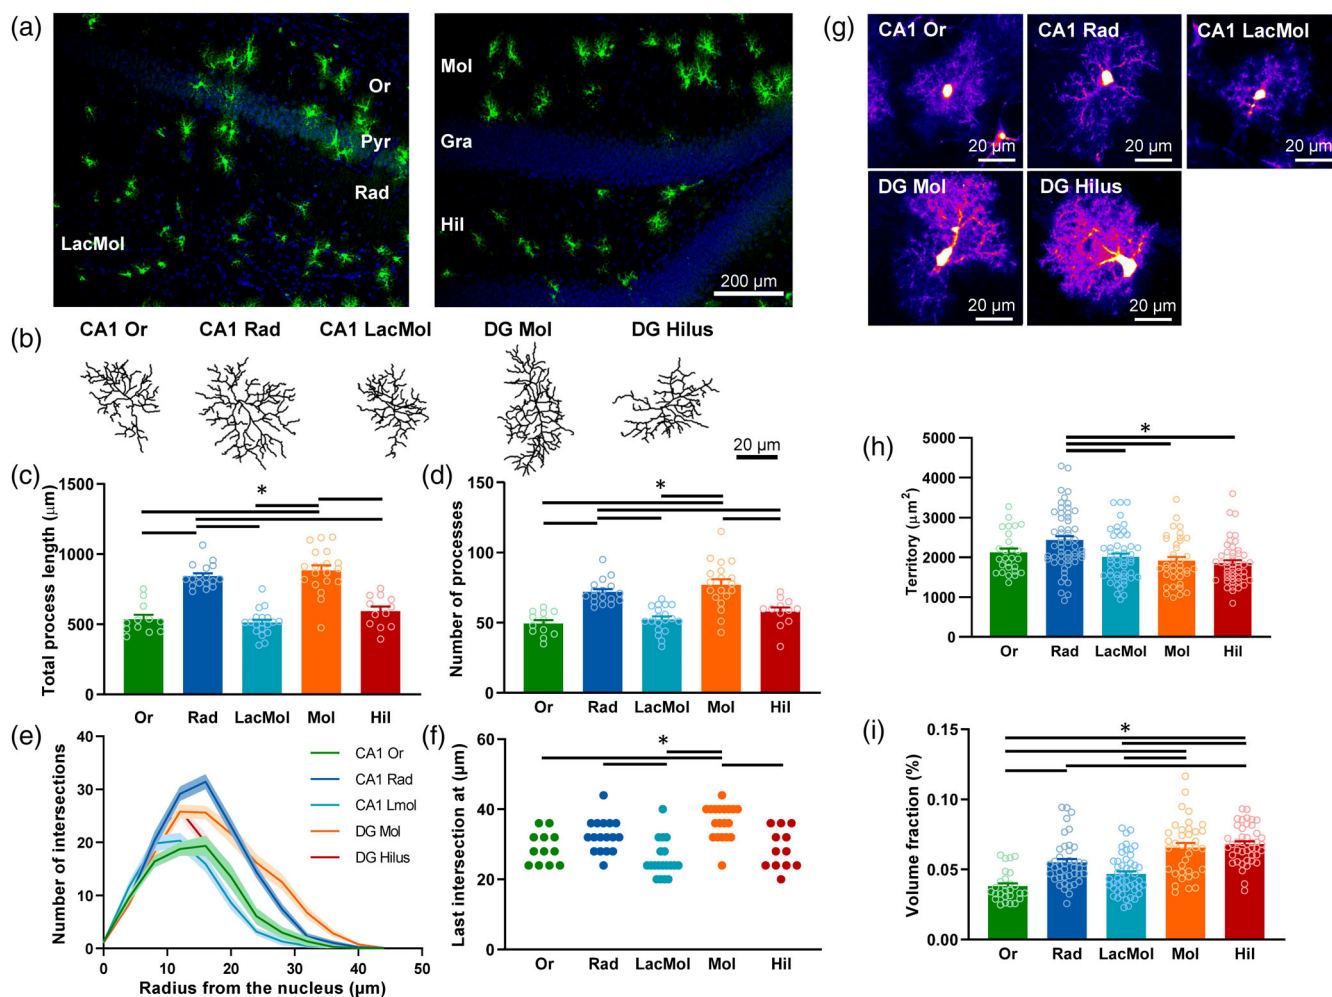 (a)
Or
Pyr
Rad
LacMol
Mol
Gra
Hil
200 µm
(g)
CA1 Or
CA1 Rad
CA1 LacMol
20 µm
20 µm
20 µm
DG Mol
DG Hilus
20 µm
20 µm
(b)
CA1 Or
CA1 Rad
CA1 LacMol
DG Mol
DG Hilus
20 µm
(c)
Total process length (µm)
1500
1000
500
0
*
Or
Rad
LacMol
Mol
Hil
(d)
Number of processes
150
100
50
0
*
Or
Rad
LacMol
Mol
Hil
(e)
Number of intersections
40
30
20
10
0
0
10
20
30
40
50
Radius from the nucleus (µm)
CA1 Or
CA1 Rad
CA1 Lmol
DG Mol
DG Hilus
(f)
Last intersection at (µm)
60
40
20
0
*
Or
Rad
LacMol
Mol
Hil
(h)
Territory (µm²)
5000
4000
3000
2000
1000
0
*
Or
Rad
LacMol
Mol
Hil
(i)
Volume fraction (%)
0.15
0.10
0.05
0.00
*
Or
Rad
LacMol
Mol
Hil